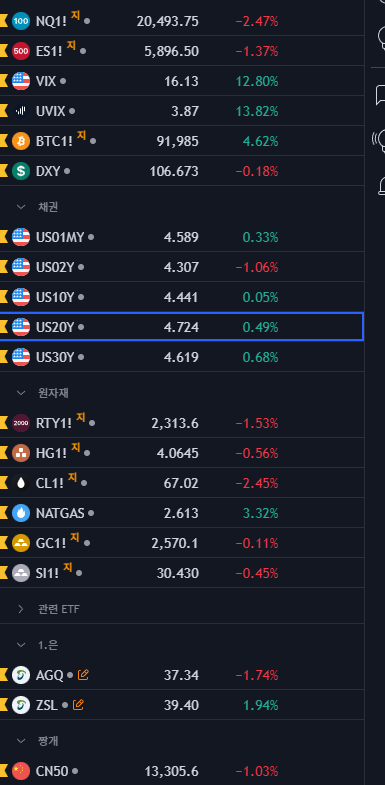 100 NQ1! 지 20,493.75 −2.47%
500 ES1! 지 5,896.50 −1.37%
VIX 16.13 12.80%
UVIX 3.87 13.82%
BTC1! 지 91,985 4.62%
$ DXY 106.673 −0.18%
채권
US01MY 4.589 0.33%
US02Y 4.307 −1.06%
US10Y 4.441 0.05%
US20Y 4.724 0.49%
US30Y 4.619 0.68%
원자재
2000 RTY1! 지 2,313.6 −1.53%
HG1! 지 4.0645 −0.56%
CL1! 지 67.02 −2.45%
NATGAS 2.613 3.32%
GC1! 지 2,570.1 −0.11%
SI1! 지 30.430 −0.45%
관련 ETF
1.은
AGQ 37.34 −1.74%
ZSL 39.40 1.94%
짱개
CN50 13,305.6 −1.03%